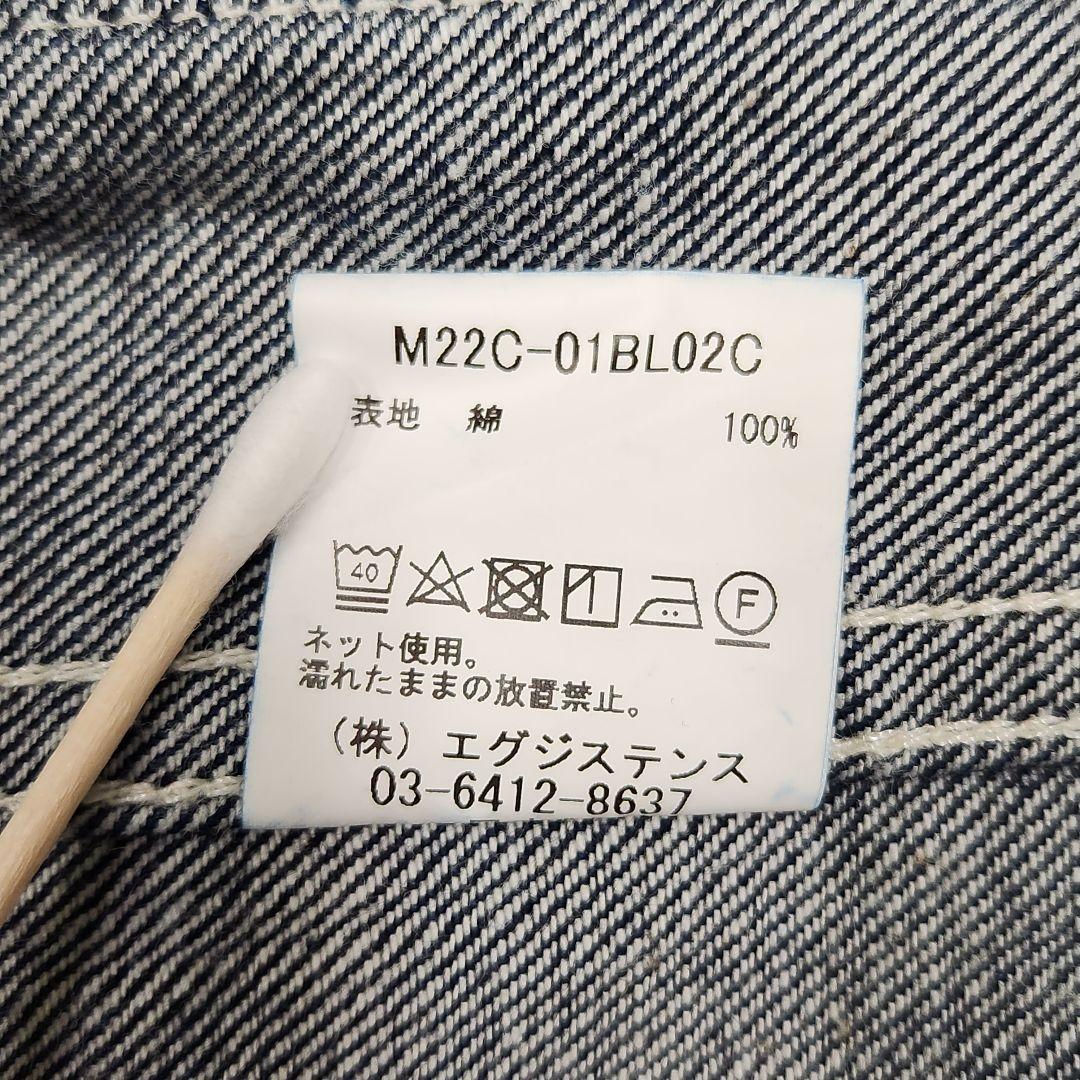 M22C-01BL02C
表地 綿 100%
40 F
ネット使用。
濡れたままの放置禁止。
(株) エグジステンス
03-6412-8637